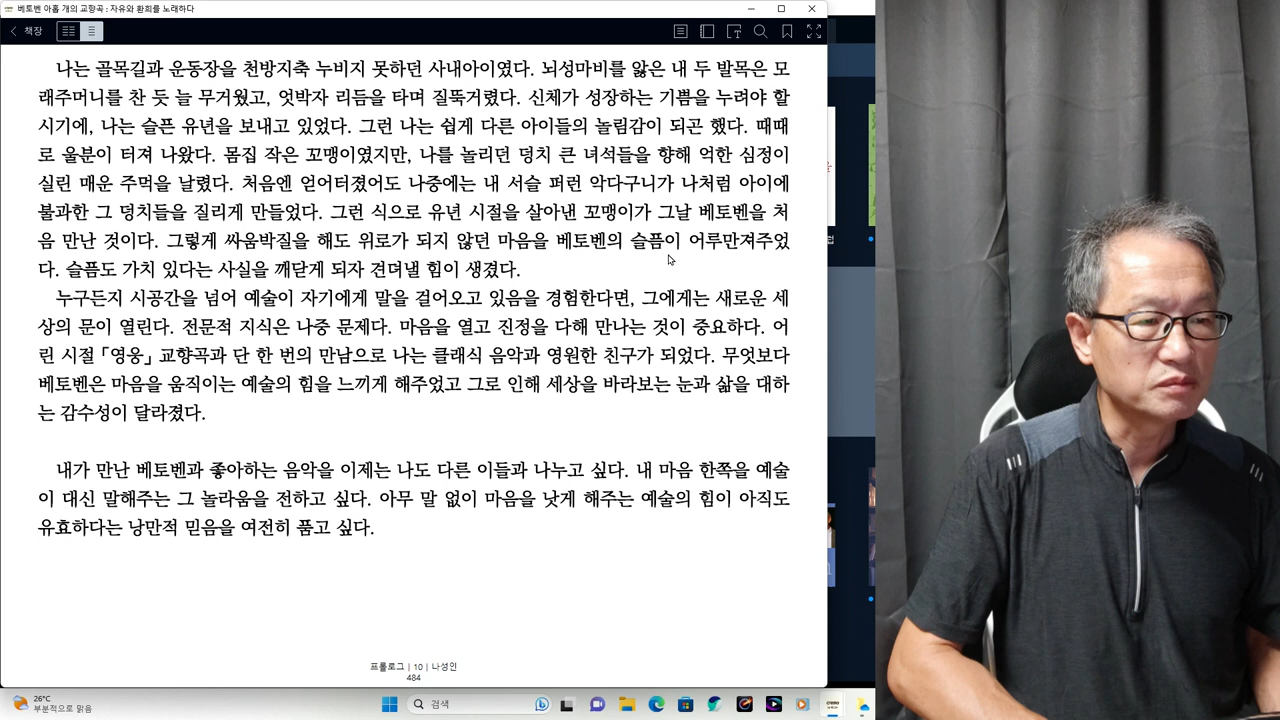 베토벤 아홉 개의 교향곡 : 자유와 환희를 노래하다
책장
나는 골목길과 운동장을 천방지축 누비지 못하던 사내아이였다. 뇌성마비를 앓은 내 두 발목은 모
래주머니를 찬 듯 늘 무거웠고, 엇박자 리듬을 타며 질뚝거렸다. 신체가 성장하는 기쁨을 누려야 할
시기에, 나는 슬픈 유년을 보내고 있었다. 그런 나는 쉽게 다른 아이들의 놀림감이 되곤 했다. 때때
로 울분이 터져 나왔다. 몸집 작은 꼬맹이였지만, 나를 놀리던 덩치 큰 녀석들을 향해 억한 심정이
실린 매운 주먹을 날렸다. 처음엔 얻어터졌어도 나중에는 내 서슬 퍼런 악다구니가 나처럼 아이에
불과한 그 덩치들을 질리게 만들었다. 그런 식으로 유년 시절을 살아낸 꼬맹이가 그날 베토벤을 처
음 만난 것이다. 그렇게 싸움박질을 해도 위로가 되지 않던 마음을 베토벤의 슬픔이 어루만져주었
다. 슬픔도 가치 있다는 사실을 깨닫게 되자 견뎌낼 힘이 생겼다.
누구든지 시공간을 넘어 예술이 자기에게 말을 걸어오고 있음을 경험한다면, 그에게는 새로운 세
상의 문이 열린다. 전문적 지식은 나중 문제다. 마음을 열고 진정을 다해 만나는 것이 중요하다. 어
린 시절 「영웅」 교향곡과 단 한 번의 만남으로 나는 클래식 음악과 영원한 친구가 되었다. 무엇보다
베토벤은 마음을 움직이는 예술의 힘을 느끼게 해주었고 그로 인해 세상을 바라보는 눈과 삶을 대하
는 감수성이 달라졌다.
내가 만난 베토벤과 좋아하는 음악을 이제는 나도 다른 이들과 나누고 싶다. 내 마음 한쪽을 예술
이 대신 말해주는 그 놀라움을 전하고 싶다. 아무 말 없이 마음을 낫게 해주는 예술의 힘이 아직도
유효하다는 낭만적 믿음을 여전히 품고 싶다.
프롤로그 | 10 | 나성인
484
26°C
부분적으로 맑음
검색